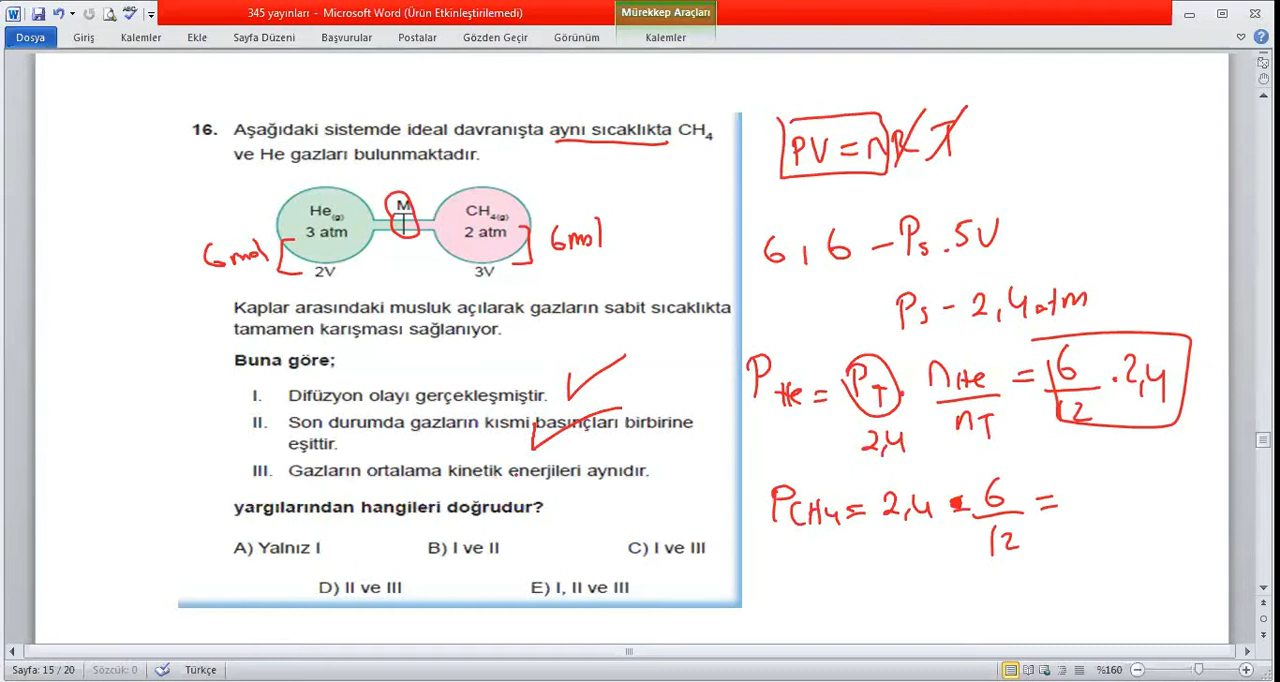 345 yayınları - Microsoft Word (Ürün Etkinleştirilemedi)
Mürekkep Araçları
Dosya Giriş Kalemler Ekle Sayfa Düzeni Başvurular Postalar Gözden Geçir Görünüm Kalemler
16. Aşağıdaki sistemde ideal davranışta aynı sıcaklıkta CH4
ve He gazları bulunmaktadır.
He(g)
3 atm
2V
M
CH4(g)
2 atm
3V
6mol
6mol
Kaplar arasındaki musluk açılarak gazların sabit sıcaklıkta
tamamen karışması sağlanıyor.
Buna göre;
I. Difüzyon olayı gerçekleşmiştir.
II. Son durumda gazların kısmi basınçları birbirine
eşittir.
III. Gazların ortalama kinetik enerjileri aynıdır.
yargılarından hangileri doğrudur?
A) Yalnız I B) I ve II C) I ve III
D) II ve III E) I, II ve III
PV = nRT
6, 6 - Ps . 5V
Ps - 2,4 atm
PHe = PT . nHe/nT = 6/12 . 2,4
2,4
PCH4 = 2,4 . 6/12 =
Sayfa: 15 / 20 Sözcük: 0 Türkçe %160